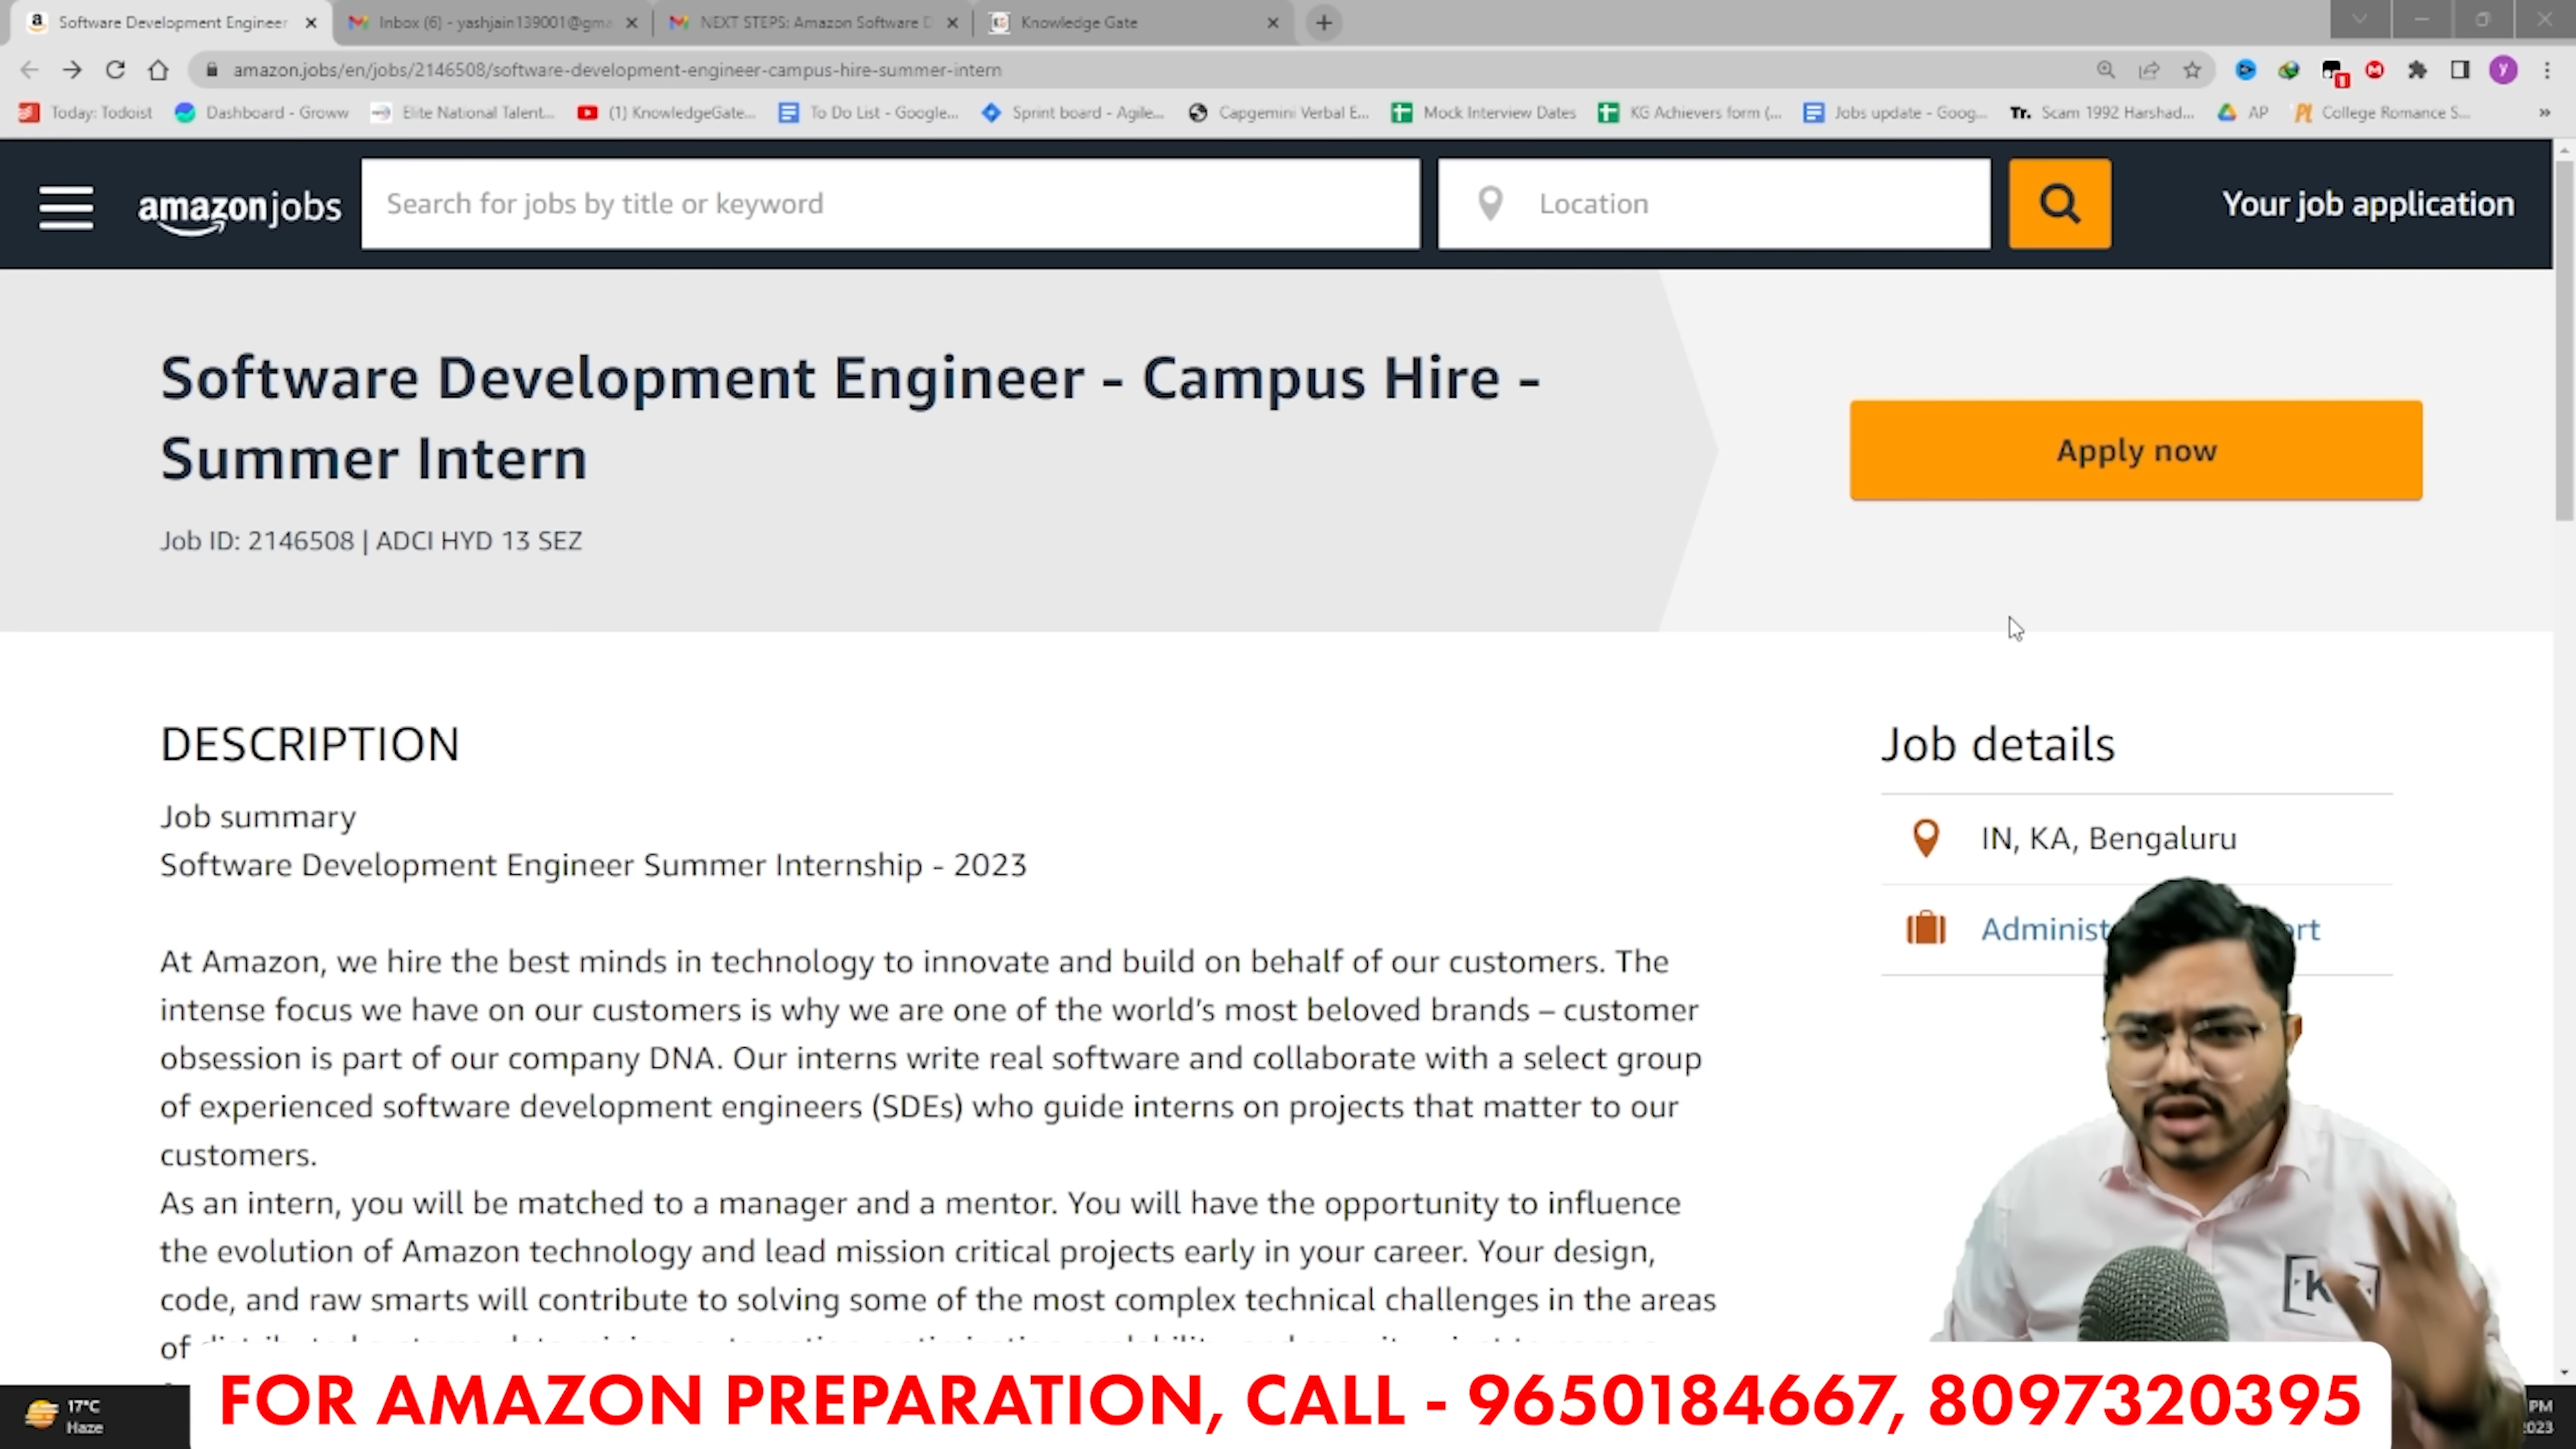 Software Development Engineer
Inbox (6) - yashjain139001@gma
NEXT STEPS: Amazon Software D
Knowledge Gate
amazon.jobs/en/jobs/2146508/software-development-engineer-campus-hire-summer-intern
Today: Todoist
Dashboard - Groww
Elite National Talent...
(1) KnowledgeGate...
To Do List - Google...
Sprint board - Agile...
Capgemini Verbal E...
Mock Interview Dates
KG Achievers form (...
Jobs update - Goog...
Tr. Scam 1992 Harshad...
AP
College Romance S...
amazon jobs
Search for jobs by title or keyword
Location
Your job application
Software Development Engineer - Campus Hire -
Summer Intern
Job ID: 2146508 | ADCI HYD 13 SEZ
Apply now
DESCRIPTION
Job summary
Software Development Engineer Summer Internship - 2023
At Amazon, we hire the best minds in technology to innovate and build on behalf of our customers. The
intense focus we have on our customers is why we are one of the world’s most beloved brands – customer
obsession is part of our company DNA. Our interns write real software and collaborate with a select group
of experienced software development engineers (SDEs) who guide interns on projects that matter to our
customers.
As an intern, you will be matched to a manager and a mentor. You will have the opportunity to influence
the evolution of Amazon technology and lead mission critical projects early in your career. Your design,
code, and raw smarts will contribute to solving some of the most complex technical challenges in the areas
of
Job details
IN, KA, Bengaluru
FOR AMAZON PREPARATION, CALL - 9650184667, 8097320395
17°C
Haze
PM